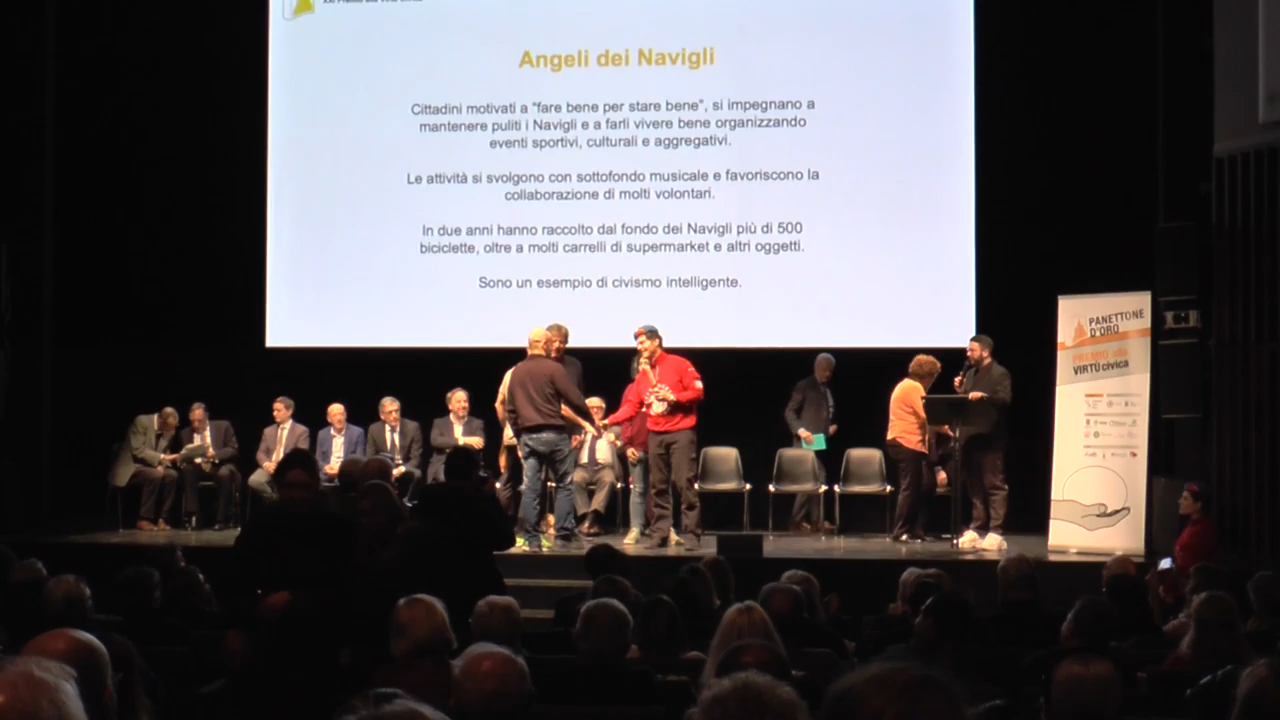 Angeli dei Navigli
Cittadini motivati a "fare bene per stare bene", si impegnano a
mantenere puliti i Navigli e a farli vivere bene organizzando
eventi sportivi, culturali e aggregativi.
Le attività si svolgono con sottofondo musicale e favoriscono la
collaborazione di molti volontari.
In due anni hanno raccolto dal fondo dei Navigli più di 500
biciclette, oltre a molti carrelli di supermarket e altri oggetti.
Sono un esempio di civismo intelligente.
PANETTONE
D'ORO
PREMIO alla
VIRTÙ civica